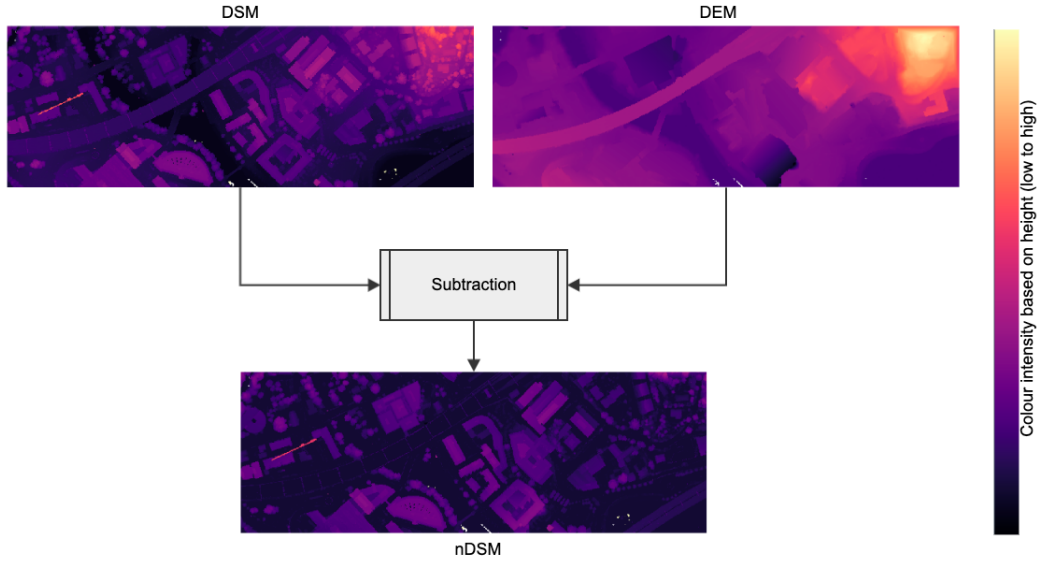 DSM
DEM
Subtraction
nDSM
Colour intensity based on height (low to high)